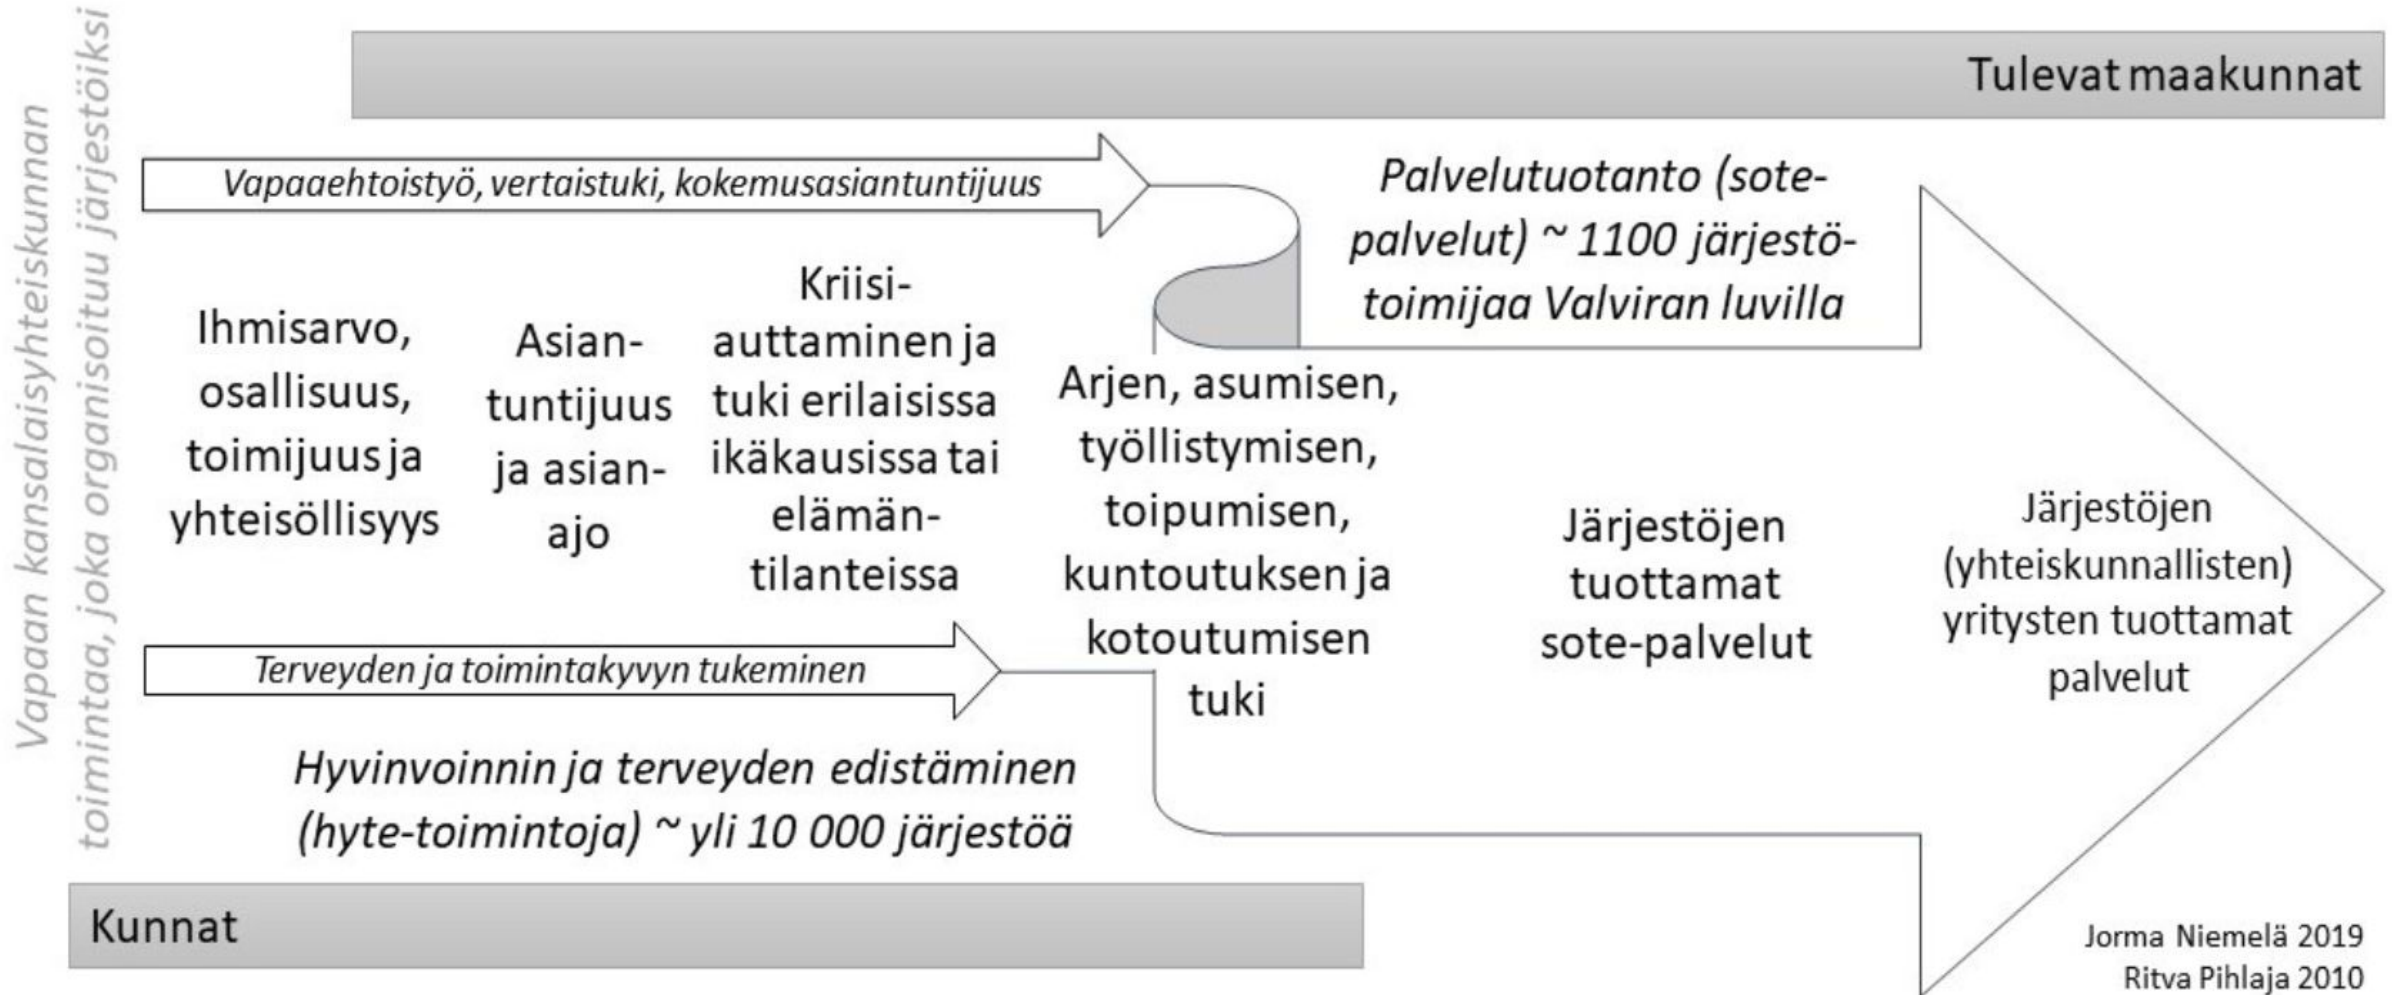 Vapaan kansalaisyhteiskunnan
toimintaa, joka organisoituu järjestöiksi
Tulevat maakunnat
Vapaaehtoistyö, vertaistuki, kokemusasiantuntijuus
Palvelutuotanto (sote-
palvelut) ~ 1100 järjestö-
toimijaa Valviran luvilla
Ihmisarvo,
osallisuus,
toimijuus ja
yhteisöllisyys
Asian-
tuntijuus
ja asian-
ajo
Kriisi-
auttaminen ja
tuki erilaisissa
ikäkausissa tai
elämän-
tilanteissa
Arjen, asumisen,
työllistymisen,
toipumisen,
kuntoutuksen ja
kotoutumisen
tuki
Järjestöjen
tuottamat
sote-palvelut
Järjestöjen
(yhteiskunnallisten)
yritysten tuottamat
palvelut
Terveyden ja toimintakyvyn tukeminen
Hyvinvoinnin ja terveyden edistäminen
(hyte-toimintoja) ~ yli 10 000 järjestöä
Kunnat
Jorma Niemelä 2019
Ritva Pihlaja 2010